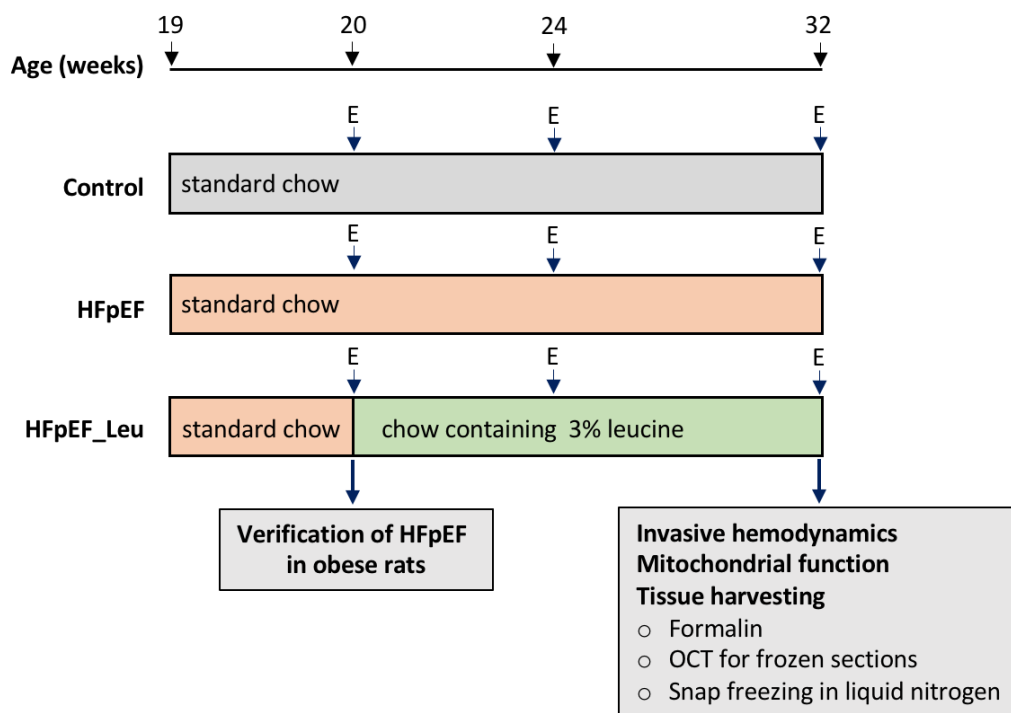 19 20 24 32
Age (weeks)
E E E
Control standard chow
E E E
HFpEF standard chow
E E E
HFpEF_Leu standard chow chow containing 3% leucine
Verification of HFpEF
in obese rats
Invasive hemodynamics
Mitochondrial function
Tissue harvesting
○ Formalin
○ OCT for frozen sections
○ Snap freezing in liquid nitrogen